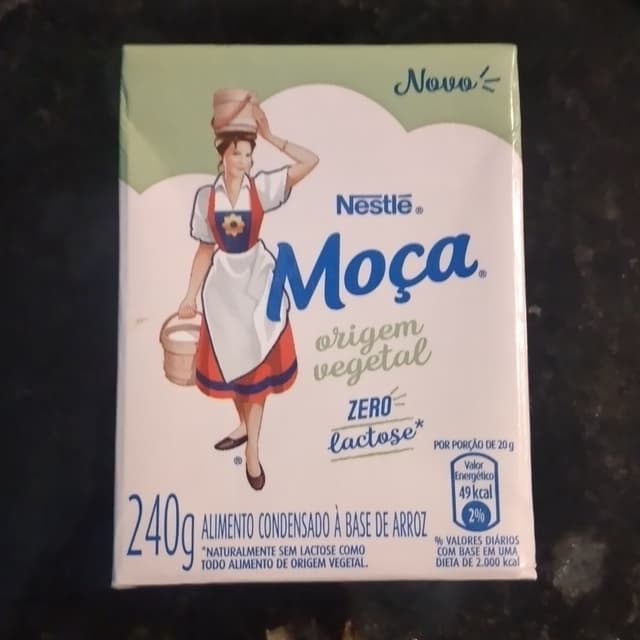 Novo
Nestlé®
Moça®
origem
vegetal
ZERO
lactose*
POR PORÇÃO DE 20g
Valor
Energético
49 kcal
2%
% VALORES DIÁRIOS
COM BASE EM UMA
DIETA DE 2.000 kcal
®
240g ALIMENTO CONDENSADO À BASE DE ARROZ
*NATURALMENTE SEM LACTOSE COMO
TODO ALIMENTO DE ORIGEM VEGETAL.